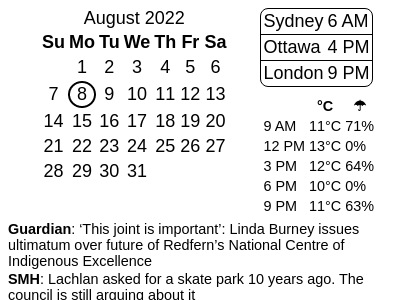 August 2022
Su Mo Tu We Th Fr Sa
1 2 3 4 5 6
7 8 9 10 11 12 13
14 15 16 17 18 19 20
21 22 23 24 25 26 27
28 29 30 31
Sydney 6 AM
Ottawa 4 PM
London 9 PM
°C ☂
9 AM 11°C 71%
12 PM 13°C 0%
3 PM 12°C 64%
6 PM 10°C 0%
9 PM 11°C 63%
Guardian: ‘This joint is important’: Linda Burney issues
ultimatum over future of Redfern’s National Centre of
Indigenous Excellence
SMH: Lachlan asked for a skate park 10 years ago. The
council is still arguing about it